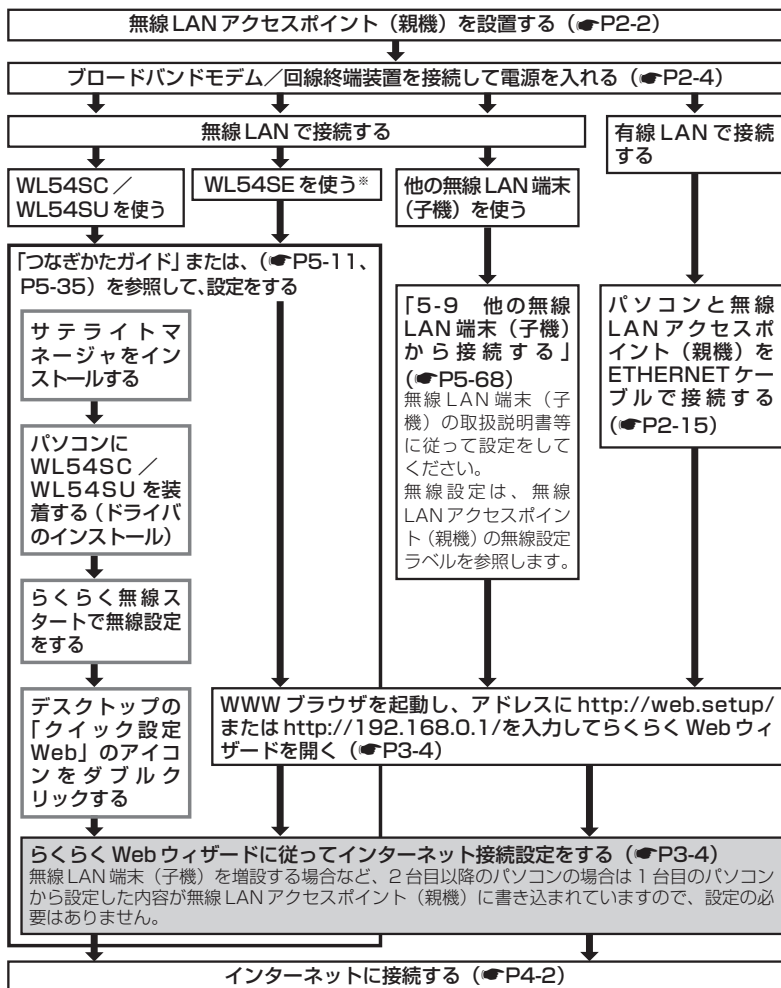 無線LANアクセスポイント（親機）を設置する（☛P2-2）
ブロードバンドモデム／回線終端装置を接続して電源を入れる（☛P2-4）
無線LANで接続する
有線LANで接続
する
WL54SC／
WL54SUを使う
WL54SEを使う※
他の無線LAN端末
（子機）を使う
「つなぎかたガイド」または、（☛P5-11、
P5-35）を参照して、設定をする
サテライトマ
ネージャをイン
ストールする
パソコンに
WL54SC／
WL54SUを装
着する（ドライバ
のインストール）
らくらく無線ス
タートで無線設定
をする
デスクトップの
「クイック設定
Web」のアイコ
ンをダブルク
リックする
「5-9　他の無線
LAN端末（子機）
から接続する」
（☛P5-68）
無線LAN端末（子
機）の取扱説明書等
に従って設定をして
ください。
無線設定は、無線
LANアクセスポイン
ト（親機）の無線設定
ラベルを参照します。
パソコンと無線
LANアクセスポ
イント（親機）を
ETHERNETケー
ブルで接続する
（☛P2-15）
WWWブラウザを起動し、アドレスにhttp://web.setup/
またはhttp://192.168.0.1/を入力してらくらくWebウィ
ザードを開く（☛P3-4）
らくらくWebウィザードに従ってインターネット接続設定をする（☛P3-4）
無線LAN端末（子機）を増設する場合など、2台目以降のパソコンの場合は1台目のパソコン
から設定した内容が無線LANアクセスポイント（親機）に書き込まれていますので、設定の必
要はありません。
インターネットに接続する（☛P4-2）